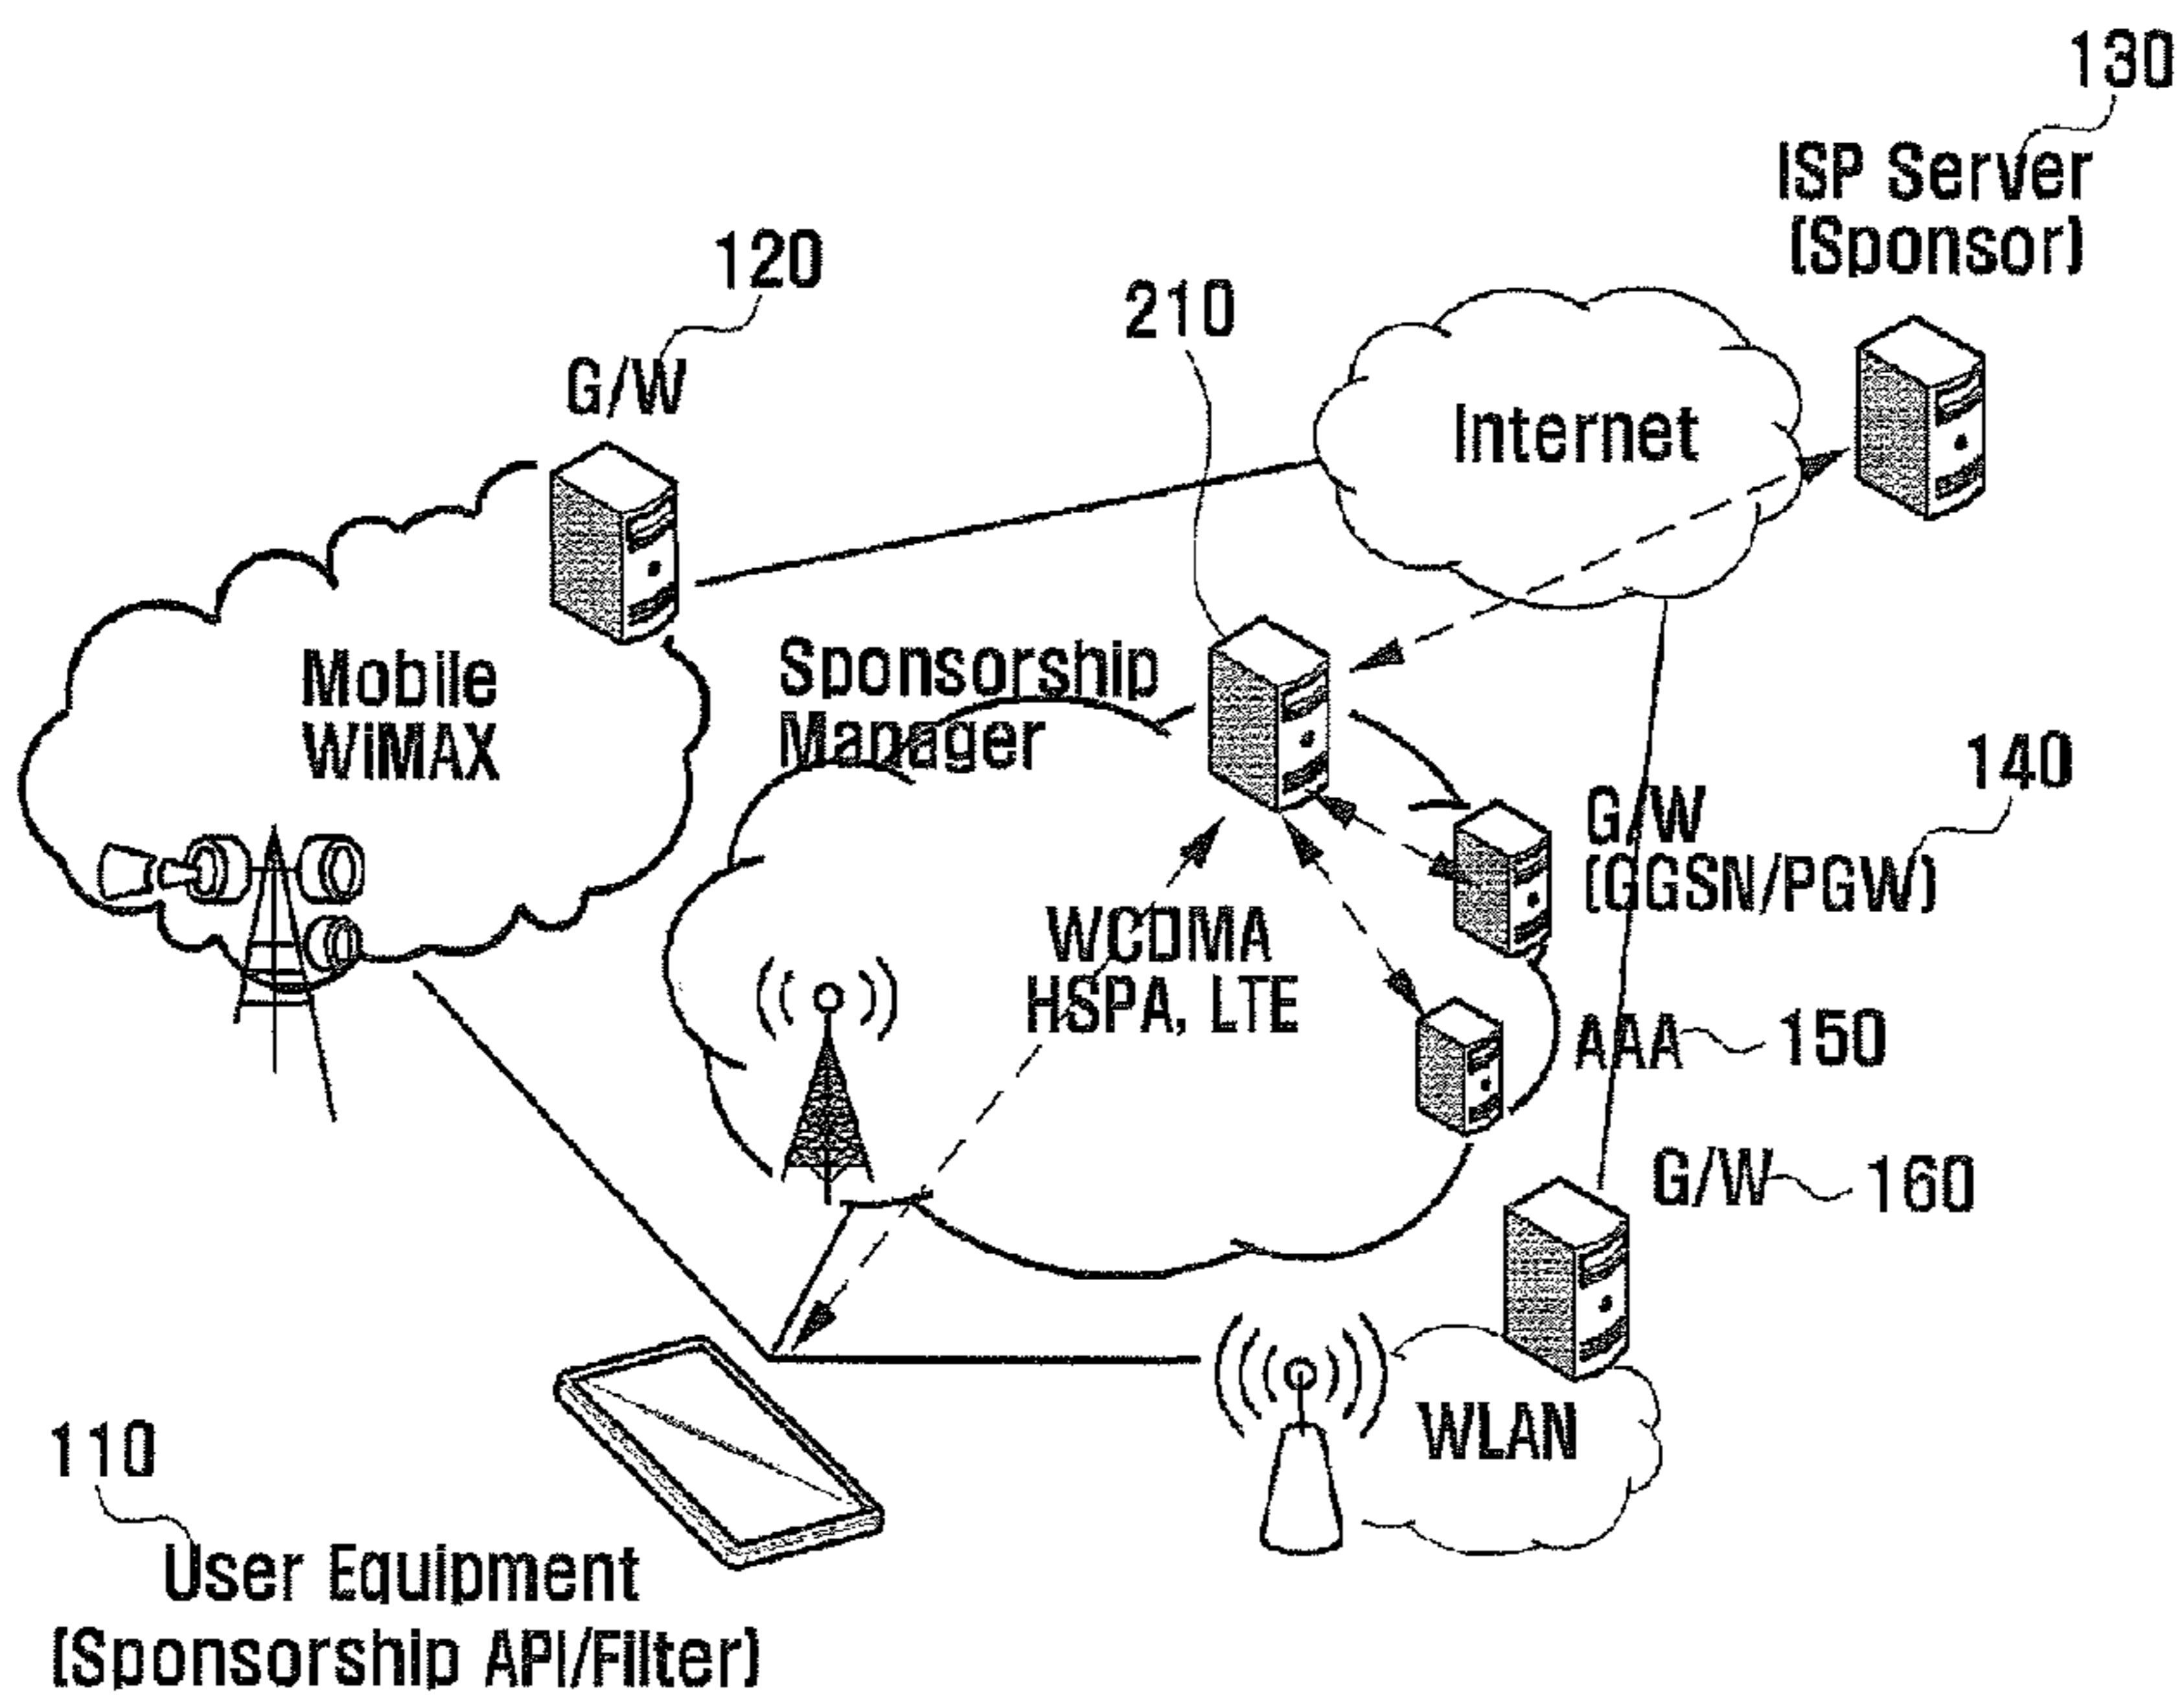 130
ISP Server
(Sponsor)
120
G/W
210
Internet
Mobile
WiMAX
Sponsorship
Manager
140
G/W
(GGSN/PGW)
WCDMA
HSPA, LTE
AAA
150
G/W
160
WLAN
110
User Equipment
(Sponsorship API/Filter)